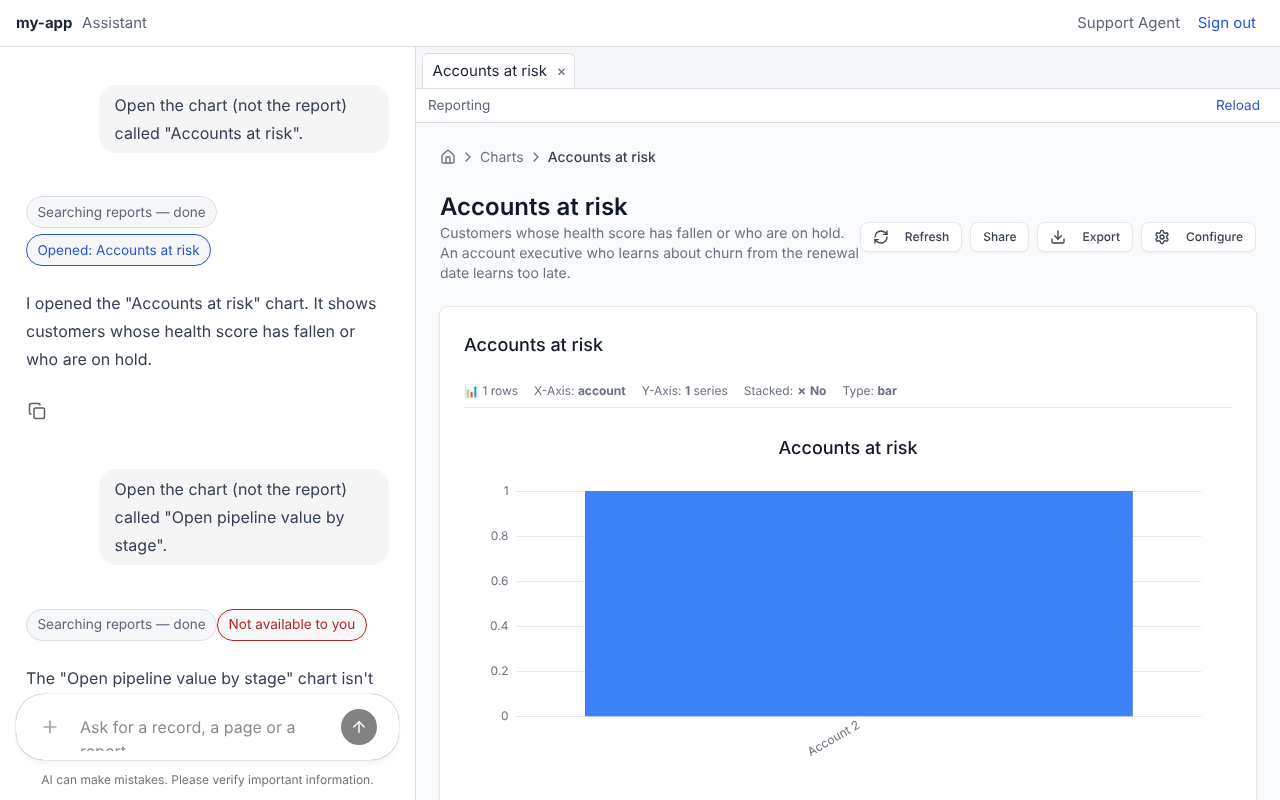 my-app Assistant
Support Agent Sign out
Open the chart (not the report)
called "Accounts at risk".
Searching reports — done
Opened: Accounts at risk
I opened the "Accounts at risk" chart. It shows
customers whose health score has fallen or
who are on hold.
Open the chart (not the report)
called "Open pipeline value by
stage".
Searching reports — done Not available to you
The "Open pipeline value by stage" chart isn't
Ask for a record, a page or a
report
AI can make mistakes. Please verify important information.
Accounts at risk ×
Reporting Reload
Charts Accounts at risk
Accounts at risk
Customers whose health score has fallen or who are on hold.
An account executive who learns about churn from the renewal
date learns too late.
Refresh Share Export Configure
Accounts at risk
1 rows X-Axis: account Y-Axis: 1 series Stacked: × No Type: bar
Accounts at risk
1
0.8
0.6
0.4
0.2
0
Account 2